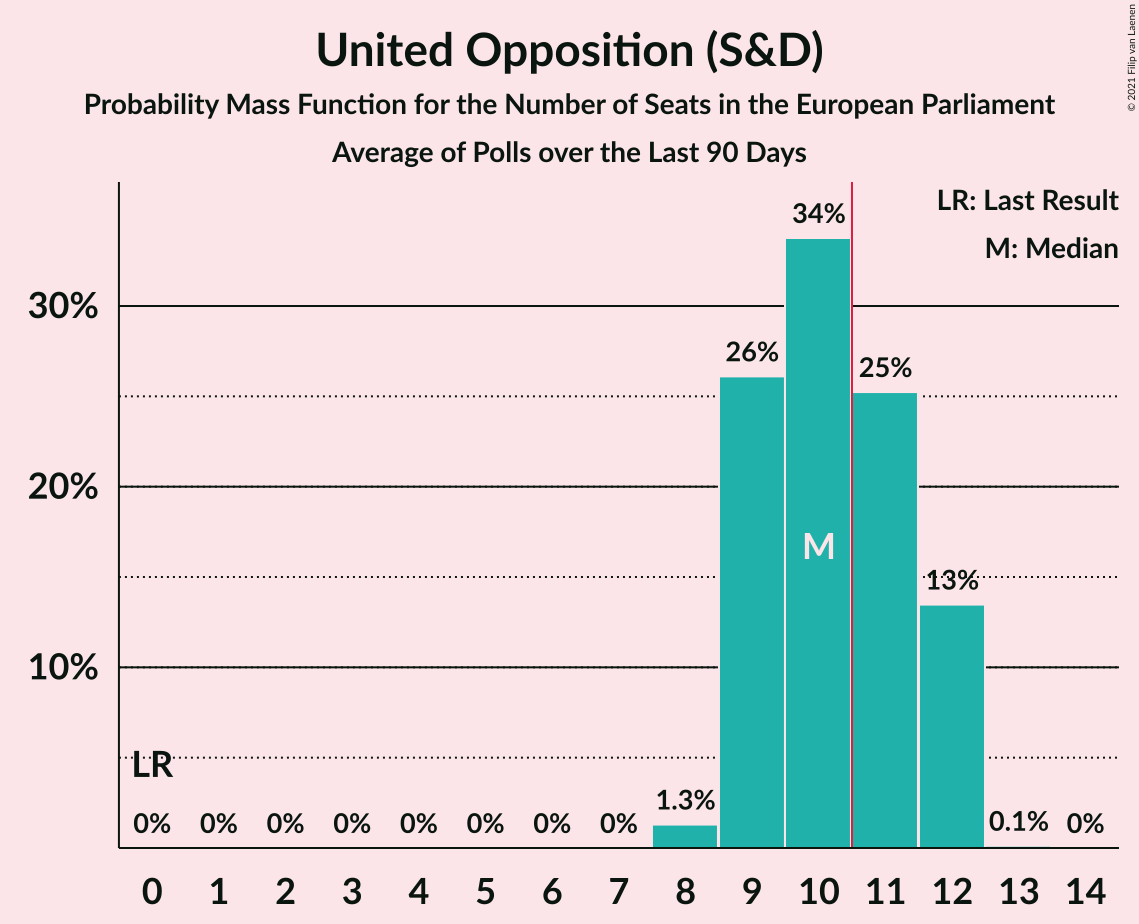 United Opposition (S&D)
Probability Mass Function for the Number of Seats in the European Parliament
Average of Polls over the Last 90 Days
© 2021 Filip van Laenen
LR: Last Result
M: Median
34%
30%
26%
25%
20%
M
13%
10%
LR
1.3%
0% 0% 0% 0% 0% 0% 0% 0% 0.1% 0%
0 1 2 3 4 5 6 7 8 9 10 11 12 13 14